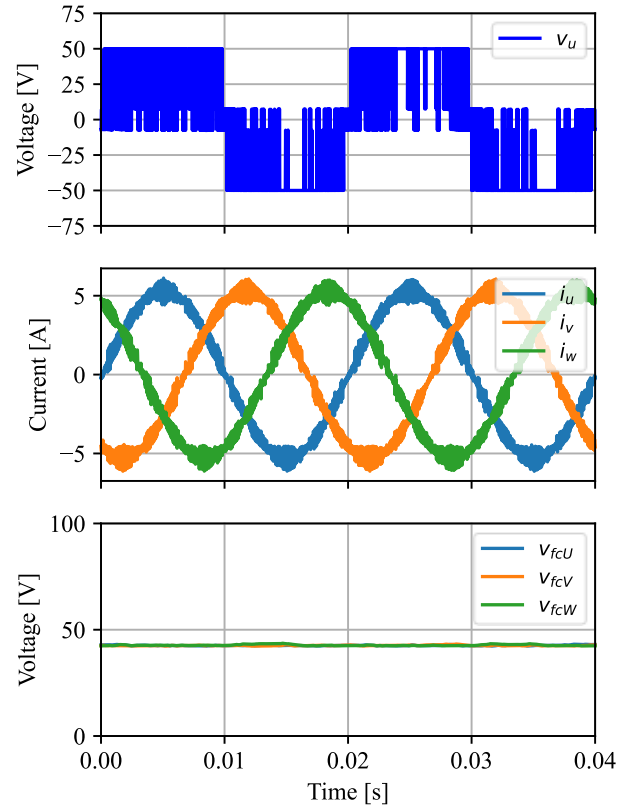 75
50
25
0
−25
−50
−75
Voltage [V]
v_u
5
0
−5
Current [A]
i_u
i_v
i_w
100
50
0
Voltage [V]
v_fcU
v_fcV
v_fcW
0.00 0.01 0.02 0.03 0.04
Time [s]